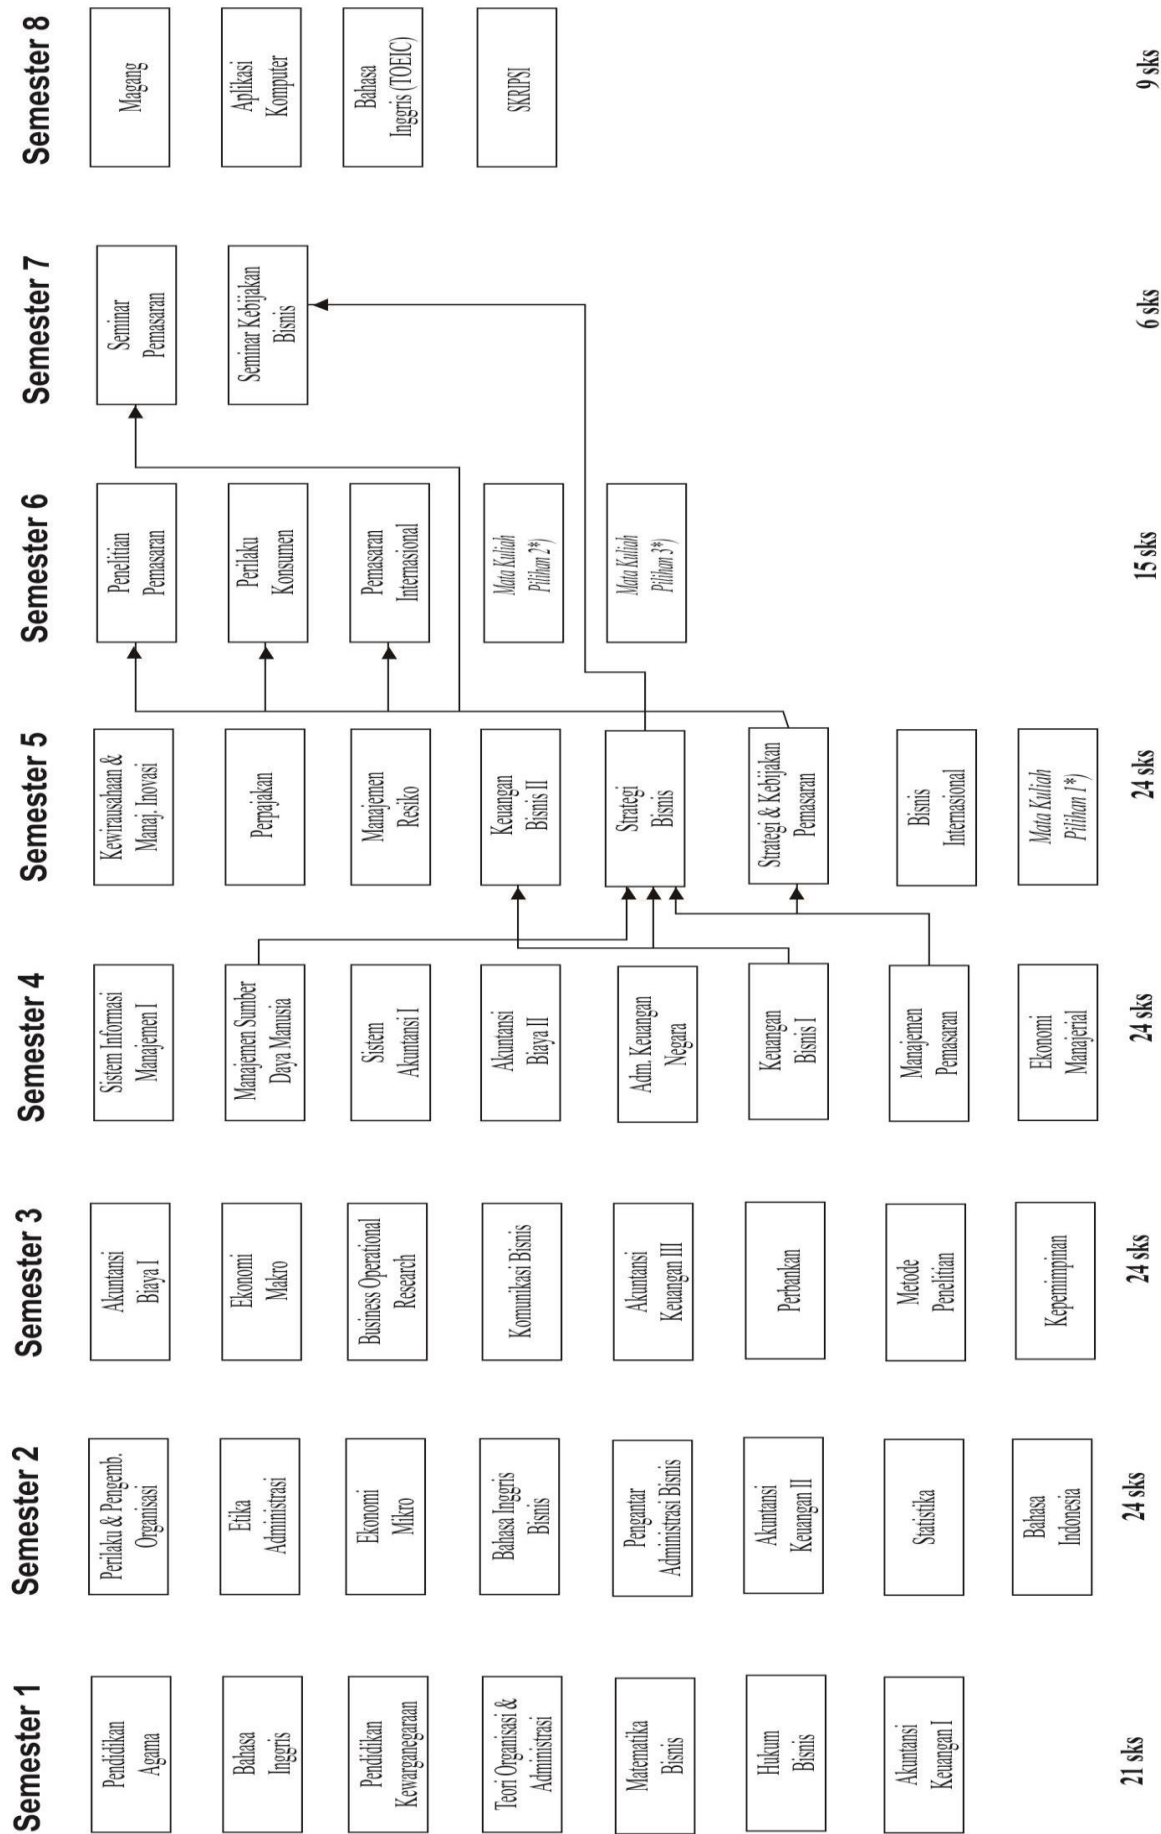 Semester 1
Pendidikan
Agama
Bahasa
Inggris
Pendidikan
Kewarganegaraan
Teori Organisasi &
Administrasi
Matematika
Bisnis
Hukum
Bisnis
Akuntansi
Keuangan I
21 sks
Semester 2
Perilaku & Pengemb.
Organisasi
Etika
Administrasi
Ekonomi
Mikro
Bahasa Inggris
Bisnis
Pengantar
Administrasi Bisnis
Akuntansi
Keuangan II
Statistika
Bahasa
Indonesia
24 sks
Semester 3
Akuntansi
Biaya I
Ekonomi
Makro
Business Operational
Research
Komunikasi Bisnis
Akuntansi
Keuangan III
Perbankan
Metode
Penelitian
Kepemimpinan
24 sks
Semester 4
Sistem Informasi
Manajemen I
Manajemen Sumber
Daya Manusia
Sistem
Akuntansi I
Akuntansi
Biaya II
Adm. Keuangan
Negara
Keuangan
Bisnis I
Manajemen
Pemasaran
Ekonomi
Manajerial
24 sks
Semester 5
Kewirausahaan &
Manaj. Inovasi
Perpajakan
Manajemen
Resiko
Keuangan
Bisnis II
Strategi
Bisnis
Strategi & Kebijakan
Pemasaran
Bisnis
Internasional
Mata Kuliah
Pilihan 1*)
24 sks
Semester 6
Penelitian
Pemasaran
Perilaku
Konsumen
Pemasaran
Internasional
Mata Kuliah
Pilihan 2*)
Mata Kuliah
Pilihan 3*)
15 sks
Semester 7
Seminar
Pemasaran
Seminar Kebijakan
Bisnis
6 sks
Semester 8
Magang
Aplikasi
Komputer
Bahasa
Inggris (TOEIC)
SKRIPSI
9 sks